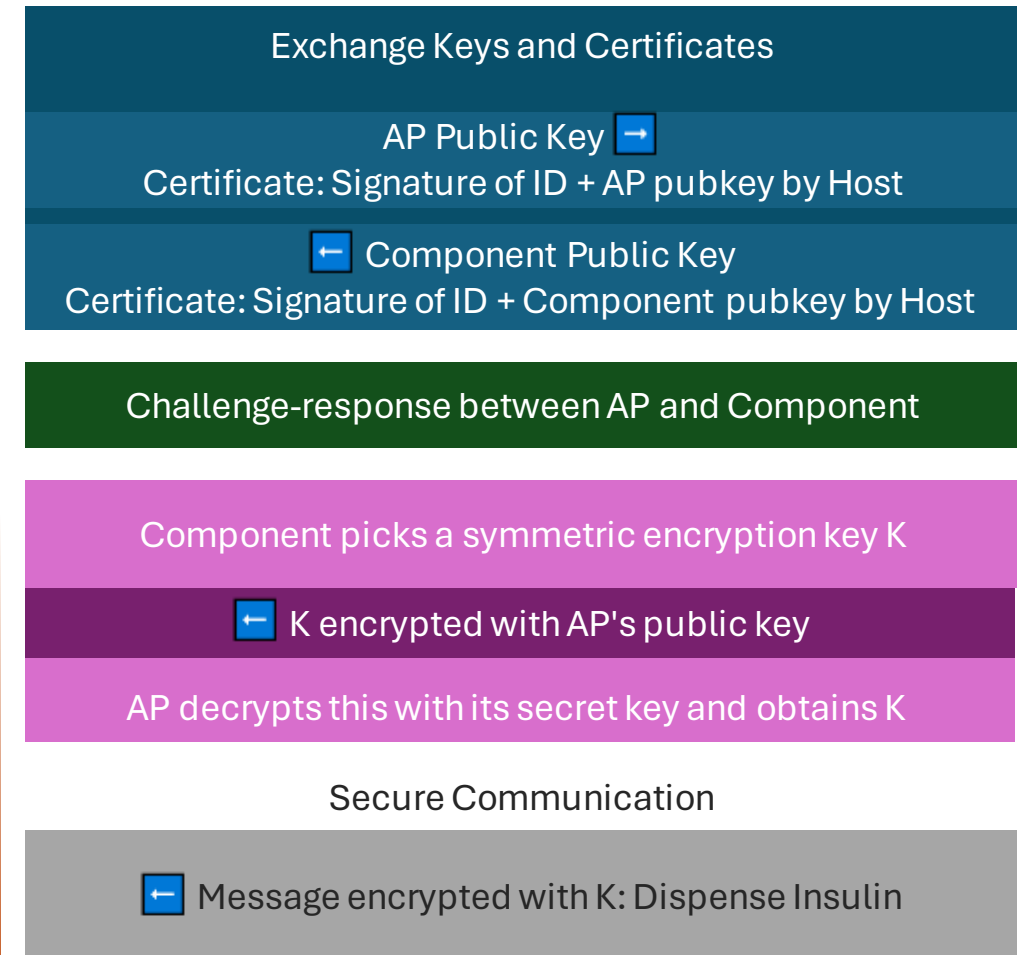 Exchange Keys and Certificates
AP Public Key ➡
Certificate: Signature of ID + AP pubkey by Host
⬅ Component Public Key
Certificate: Signature of ID + Component pubkey by Host
Challenge-response between AP and Component
Component picks a symmetric encryption key K
⬅ K encrypted with AP's public key
AP decrypts this with its secret key and obtains K
Secure Communication
⬅ Message encrypted with K: Dispense Insulin